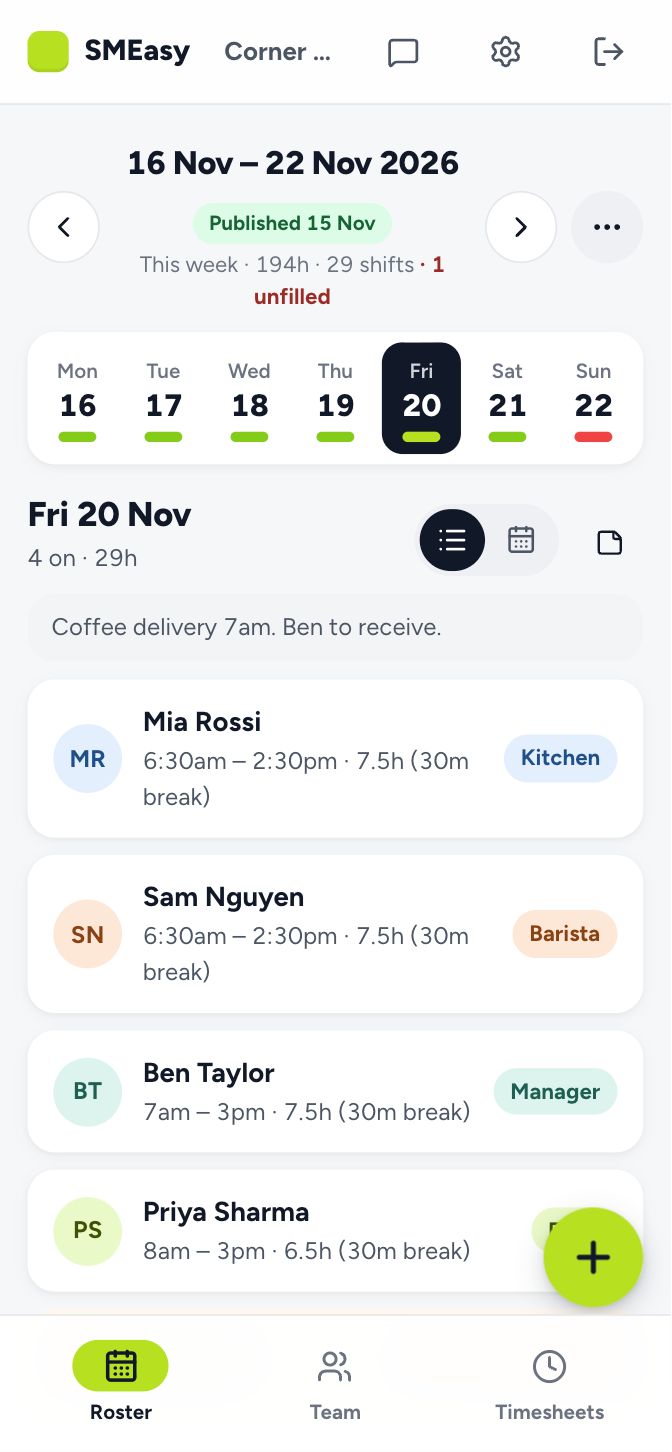 SMEasy
Corner ...
16 Nov – 22 Nov 2026
Published 15 Nov
This week · 194h · 29 shifts · 1
unfilled
Mon Tue Wed Thu Fri Sat Sun
16 17 18 19 20 21 22
Fri 20 Nov
4 on · 29h
Coffee delivery 7am. Ben to receive.
Mia Rossi
MR
6:30am – 2:30pm · 7.5h (30m
break)
Kitchen
Sam Nguyen
SN
6:30am – 2:30pm · 7.5h (30m
break)
Barista
Ben Taylor
BT
7am – 3pm · 7.5h (30m break)
Manager
Priya Sharma
PS
8am – 3pm · 6.5h (30m break)
Roster
Team
Timesheets